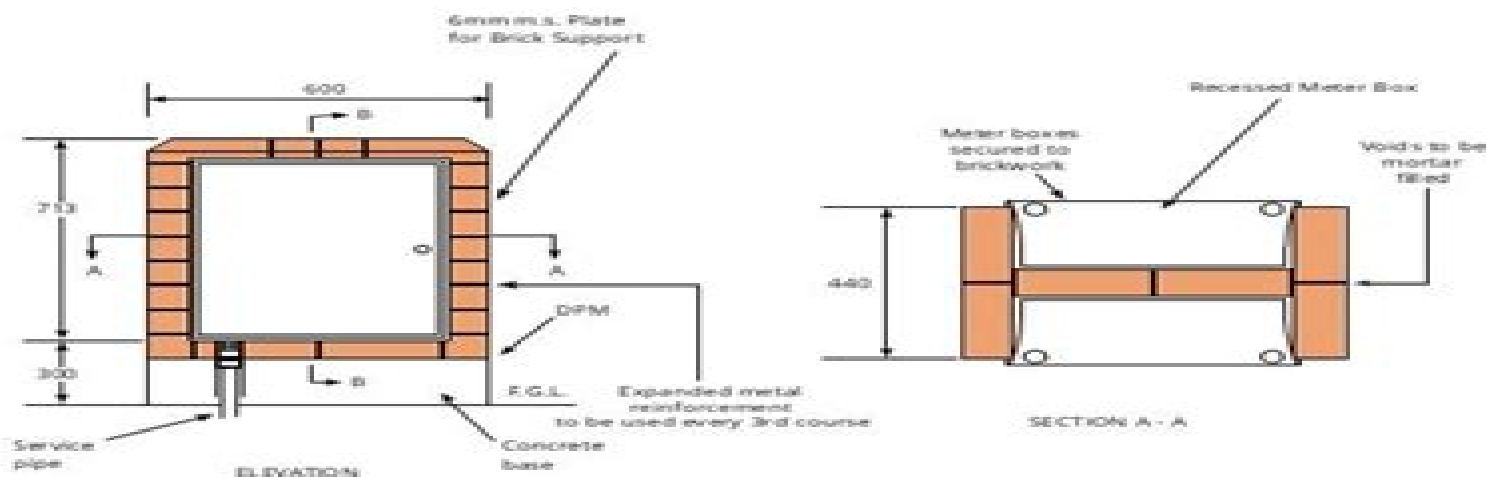 6mm m.s. Plate
for Brick Support
600
B
A
A
DPM
300
B
F.G.L.
Expanded metal
reinforcement
to be used every 3rd course
Service
pipe
Concrete
base
ELEVATION
Recessed Meter Box
Meter boxes
secured to
brickwork
Voids to be
mortar
filled
440
SECTION A - A